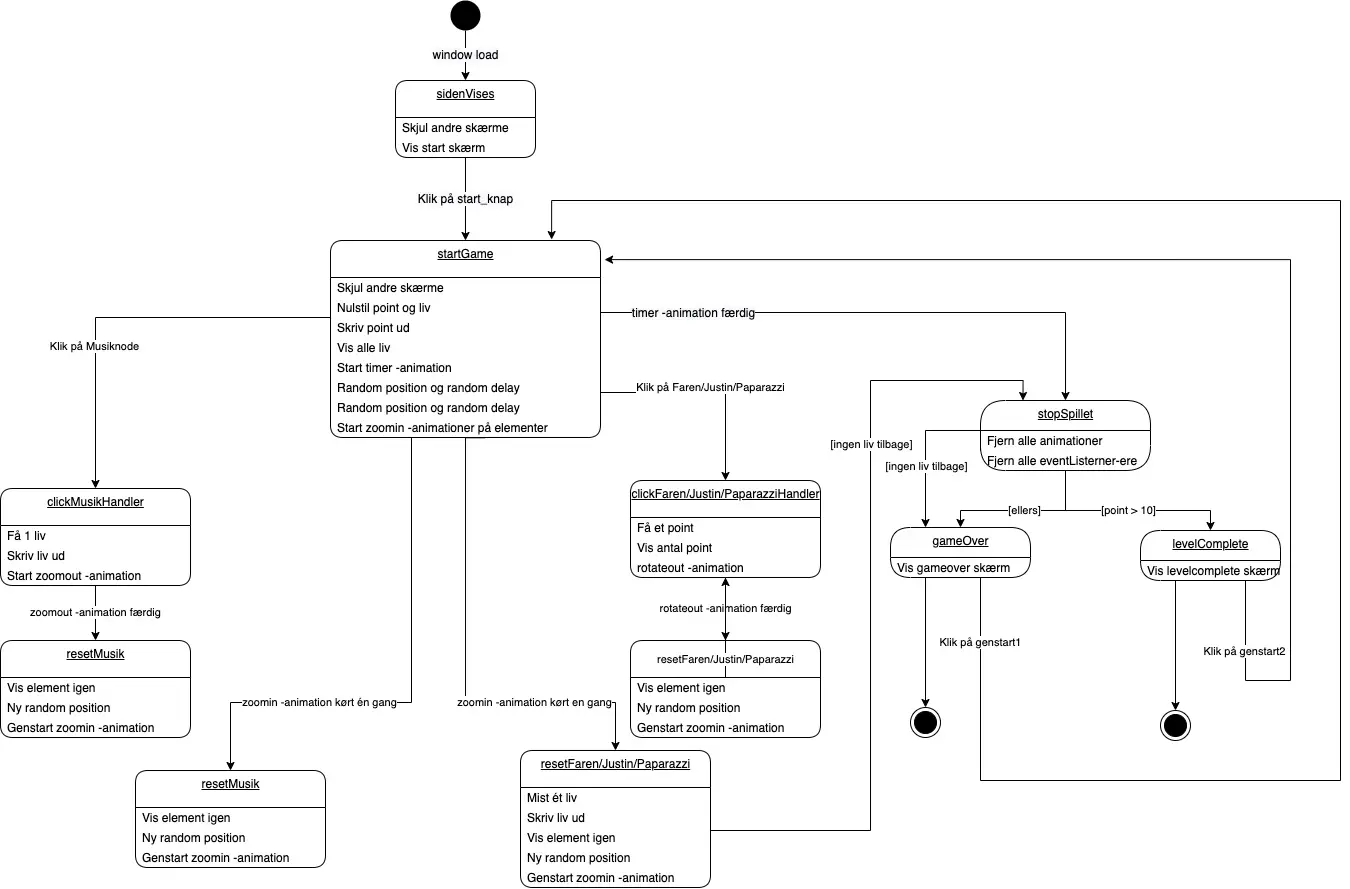 window load
sidenVises
Skjul andre skærme
Vis start skærm
Klik på start_knap
startGame
Skjul andre skærme
Nulstil point og liv
Skriv point ud
Vis alle liv
Start timer -animation
Random position og random delay
Random position og random delay
Start zoomin -animationer på elementer
Klik på Musiknode
timer -animation færdig
Klik på Faren/Justin/Paparazzi
stopSpillet
Fjern alle animationer
Fjern alle eventListerner-ere
[ingen liv tilbage]
[ingen liv tilbage]
clickMusikHandler
Få 1 liv
Skriv liv ud
Start zoomout -animation
clickFaren/Justin/PaparazziHandler
Få et point
Vis antal point
rotateout -animation
[ellers]
[point > 10]
gameOver
Vis gameover skærm
levelComplete
Vis levelcomplete skærm
zoomout -animation færdig
rotateout -animation færdig
resetMusik
Vis element igen
Ny random position
Genstart zoomin -animation
resetFaren/Justin/Paparazzi
Vis element igen
Ny random position
Genstart zoomin -animation
Klik på genstart1
Klik på genstart2
zoomin -animation kørt én gang
zoomin -animation kørt en gang
resetMusik
Vis element igen
Ny random position
Genstart zoomin -animation
resetFaren/Justin/Paparazzi
Mist ét liv
Skriv liv ud
Vis element igen
Ny random position
Genstart zoomin -animation